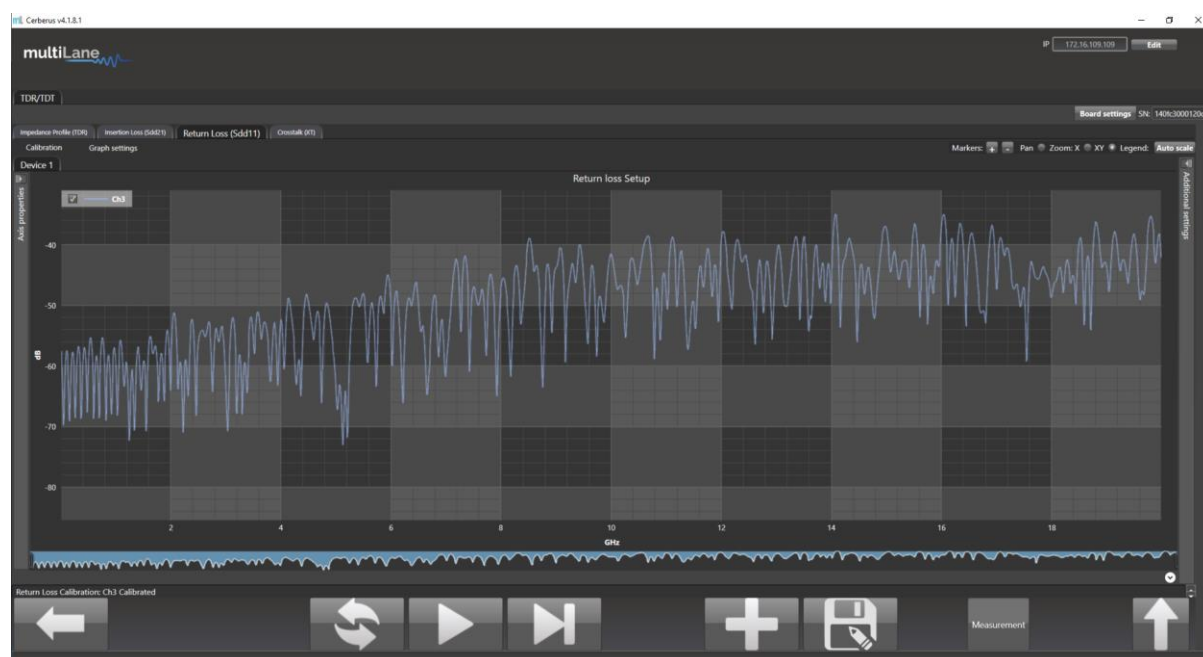 mL Cerberus v4.1.8.1
multiLane
IP 172.16.109.109 Edit
TDR/TDT
Board settings SN: 140fc3000120
Impedance Profile (TDR) Insertion Loss (Sdd21) Return Loss (Sdd11) Crosstalk (XT)
Calibration Graph settings Markers: + - Pan Zoom: X XY Legend: Auto scale
Device 1
Return loss Setup
Axis properties
Additional settings
Ch3
-40
-50
dB
-60
-70
-80
2 4 6 8 10 12 14 16 18
GHz
Return Loss Calibration: Ch3 Calibrated
Measurement